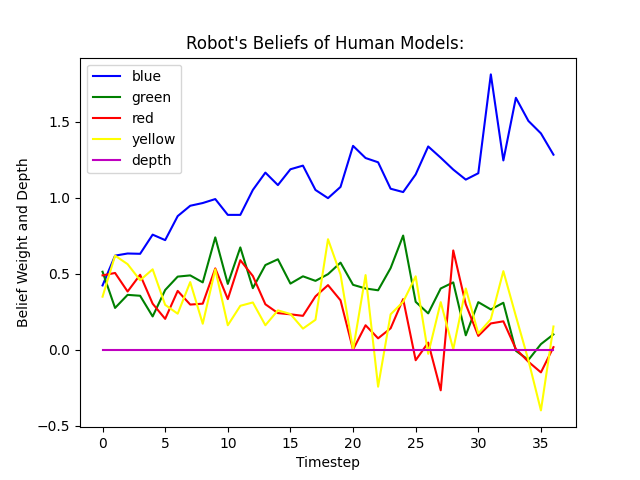 Robot's Beliefs of Human Models:
blue
green
red
yellow
depth
Belief Weight and Depth
1.5
1.0
0.5
0.0
−0.5
0 5 10 15 20 25 30 35
Timestep